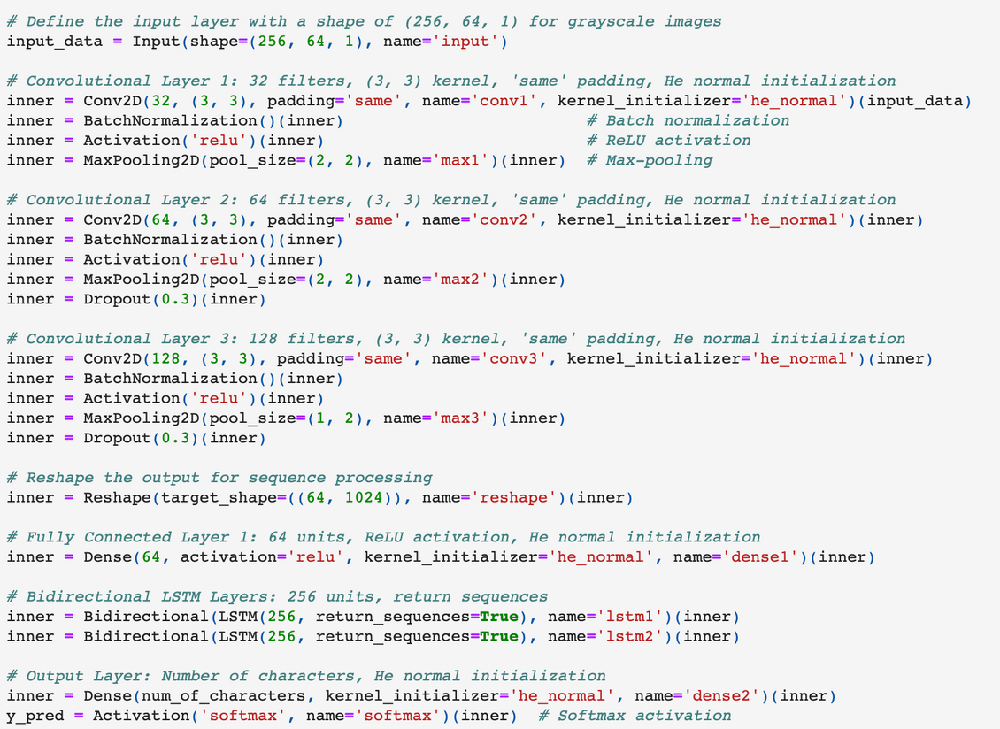 # Define the input layer with a shape of (256, 64, 1) for grayscale images
input_data = Input(shape=(256, 64, 1), name='input')
# Convolutional Layer 1: 32 filters, (3, 3) kernel, 'same' padding, He normal initialization
inner = Conv2D(32, (3, 3), padding='same', name='conv1', kernel_initializer='he_normal')(input_data)
inner = BatchNormalization()(inner) # Batch normalization
inner = Activation('relu')(inner) # ReLU activation
inner = MaxPooling2D(pool_size=(2, 2), name='max1')(inner) # Max-pooling
# Convolutional Layer 2: 64 filters, (3, 3) kernel, 'same' padding, He normal initialization
inner = Conv2D(64, (3, 3), padding='same', name='conv2', kernel_initializer='he_normal')(inner)
inner = BatchNormalization()(inner)
inner = Activation('relu')(inner)
inner = MaxPooling2D(pool_size=(2, 2), name='max2')(inner)
inner = Dropout(0.3)(inner)
# Convolutional Layer 3: 128 filters, (3, 3) kernel, 'same' padding, He normal initialization
inner = Conv2D(128, (3, 3), padding='same', name='conv3', kernel_initializer='he_normal')(inner)
inner = BatchNormalization()(inner)
inner = Activation('relu')(inner)
inner = MaxPooling2D(pool_size=(1, 2), name='max3')(inner)
inner = Dropout(0.3)(inner)
# Reshape the output for sequence processing
inner = Reshape(target_shape=((64, 1024)), name='reshape')(inner)
# Fully Connected Layer 1: 64 units, ReLU activation, He normal initialization
inner = Dense(64, activation='relu', kernel_initializer='he_normal', name='dense1')(inner)
# Bidirectional LSTM Layers: 256 units, return sequences
inner = Bidirectional(LSTM(256, return_sequences=True), name='lstm1')(inner)
inner = Bidirectional(LSTM(256, return_sequences=True), name='lstm2')(inner)
# Output Layer: Number of characters, He normal initialization
inner = Dense(num_of_characters, kernel_initializer='he_normal', name='dense2')(inner)
y_pred = Activation('softmax', name='softmax')(inner) # Softmax activation